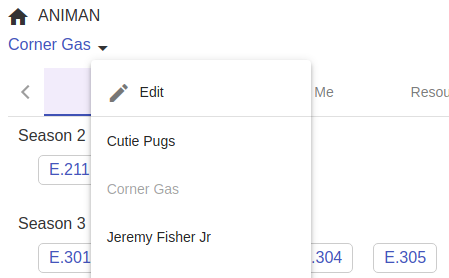 ANIMAN
Corner Gas
Edit
Me
Resou
Season 2
Cutie Pugs
E.211
Corner Gas
Season 3
Jeremy Fisher Jr
E.301
.304
E.305